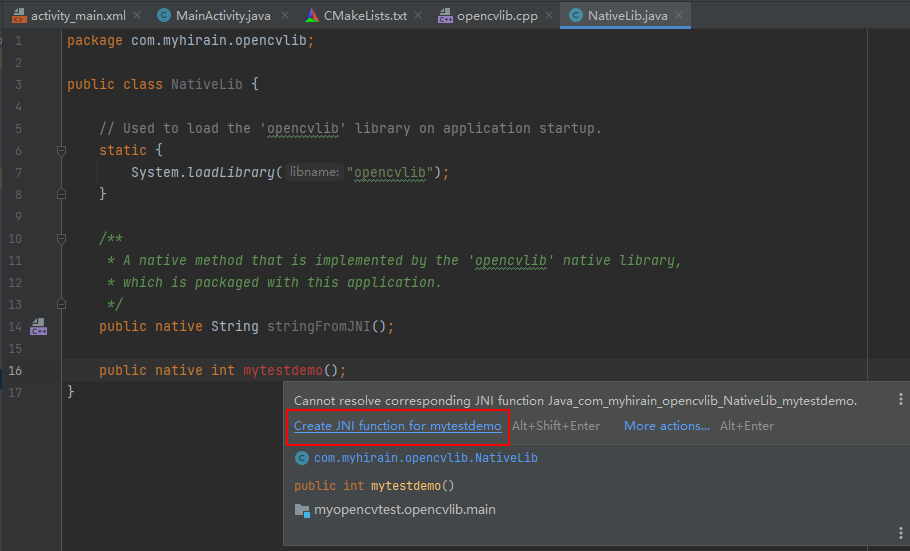 activity_main.xml MainActivity.java CMakeLists.txt opencvlib.cpp NativeLib.java
1 package com.myhirain.opencvlib;
2
3 public class NativeLib {
4
5 // Used to load the 'opencvlib' library on application startup.
6 static {
7 System.loadLibrary( libname: "opencvlib");
8 }
9
10 /**
11 * A native method that is implemented by the 'opencvlib' native library,
12 * which is packaged with this application.
13 */
14 public native String stringFromJNI();
15
16 public native int mytestdemo();
17 }
Cannot resolve corresponding JNI function Java_com_myhirain_opencvlib_NativeLib_mytestdemo.
Create JNI function for mytestdemo Alt+Shift+Enter More actions... Alt+Enter
com.myhirain.opencvlib.NativeLib
public int mytestdemo()
myopencvtest.opencvlib.main